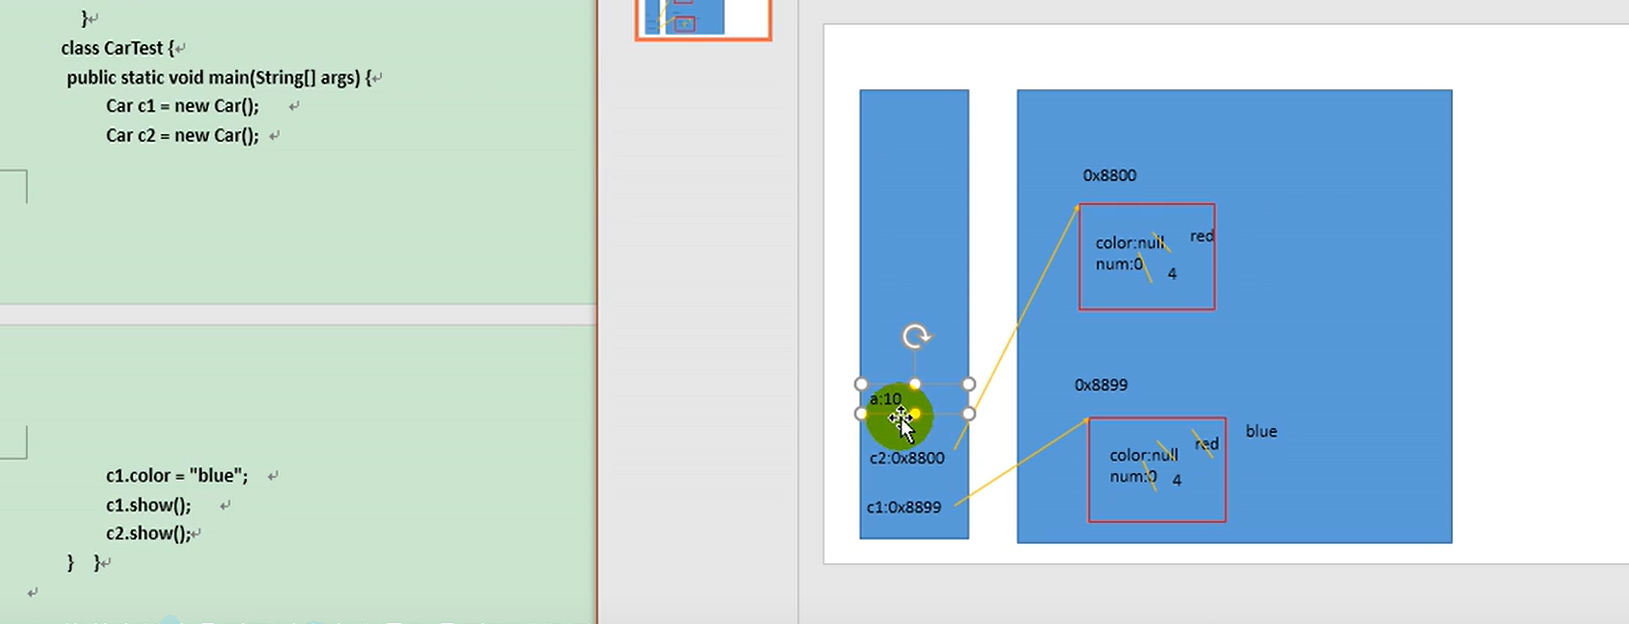 }
class CarTest {
public static void main(String[] args) {
Car c1 = new Car();
Car c2 = new Car();
c1.color = "blue";
c1.show();
c2.show();
} }
a:10
c2:0x8800
c1:0x8899
0x8800
color:null red
num:0 4
0x8899
color:null red blue
num:0 4